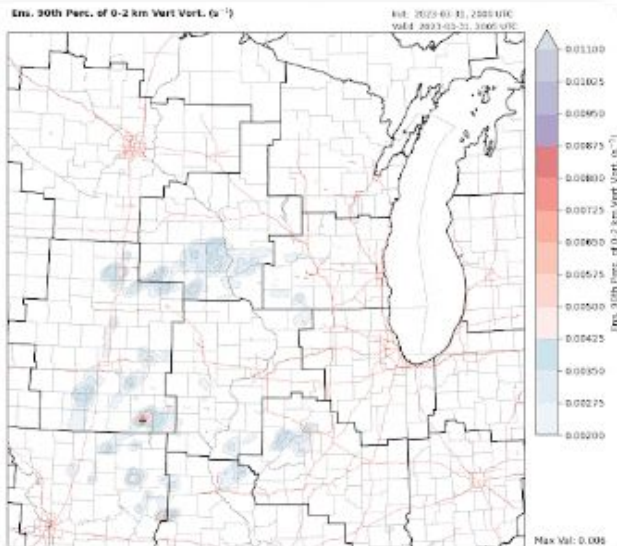 Ens. 90th Perc. of 0-2 km Vert Vort. (s⁻¹)
Init: 2023-03-31, 2000 UTC
Valid: 2023-03-31, 2005 UTC
0.01100
0.01025
0.00950
0.00875
0.00800
0.00725
0.00650
0.00575
0.00500
0.00425
0.00350
0.00275
0.00200
Ens. 90th Perc. of 0-2 km Vert Vort. (s⁻¹)
Max Val: 0.006